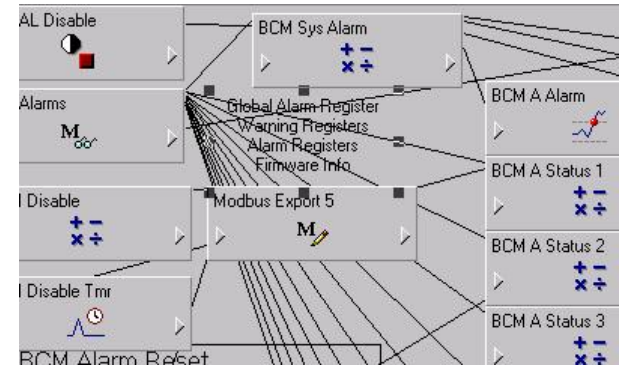 AL Disable
BCM Sys Alarm
Alarms
M
Global Alarm Register
Warning Registers
Alarm Registers
Firmware Info
BCM A Alarm
BCM A Status 1
Disable
Modbus Export 5
M
BCM A Status 2
Disable Tmr
BCM A Status 3
BCM Alarm Reset